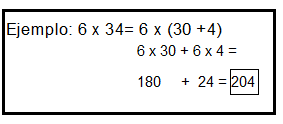 Ejemplo: 6 x 34= 6 x (30 +4)
6 x 30 + 6 x 4 =
180 + 24 = 204